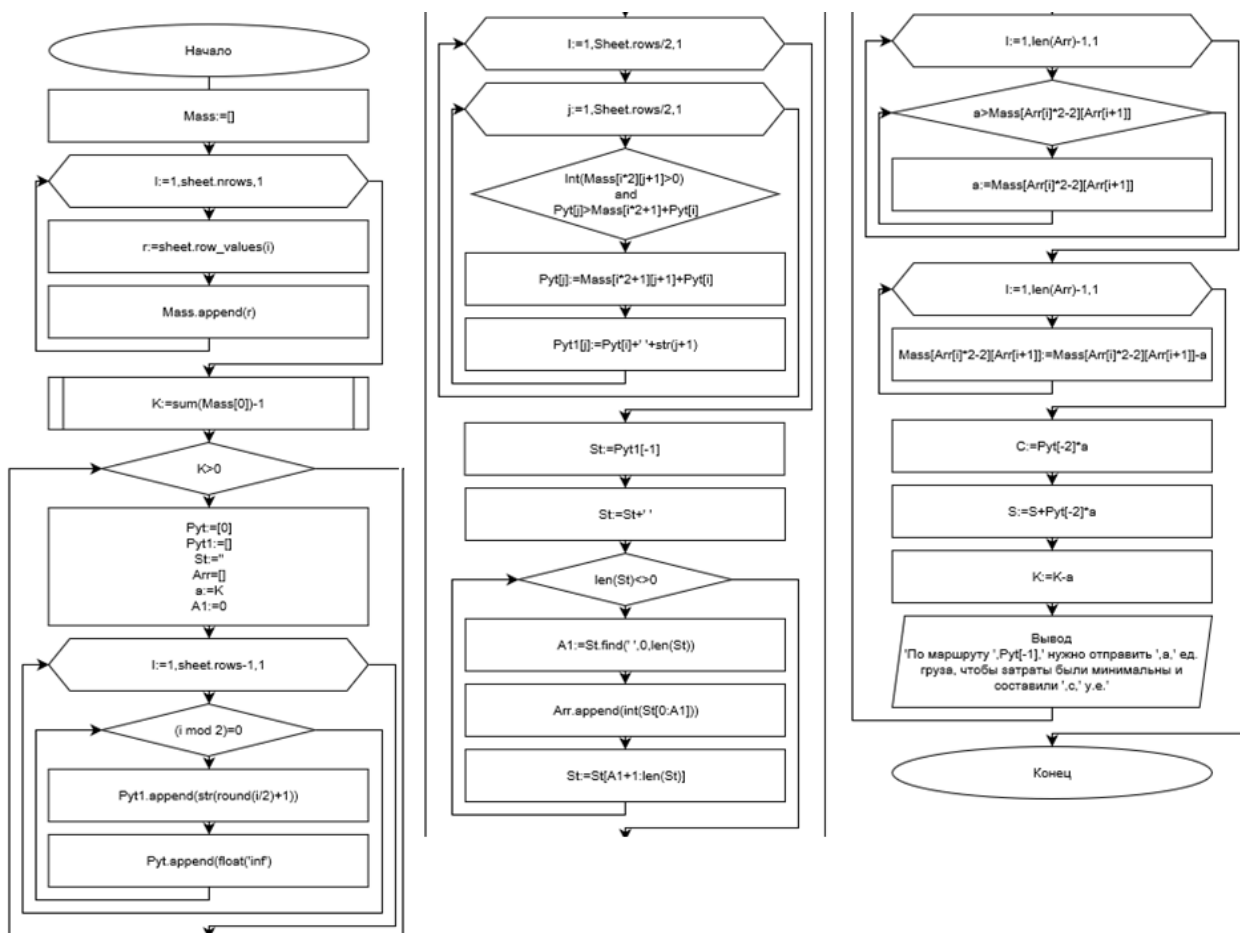 Начало
Mass:=[]
I:=1,sheet.nrows,1
r:=sheet.row_values(i)
Mass.append(r)
K:=sum(Mass[0])-1
K>0
Pyt:=[0]
Pyt1:=[]
St:=''
Arr=[]
a:=K
A1:=0
I:=1,sheet.rows-1,1
(i mod 2)=0
Pyt1.append(str(round(i/2)+1))
Pyt.append(float('inf')
I:=1,Sheet.rows/2,1
j:=1,Sheet.rows/2,1
Int(Mass[i*2][j+1]>0)
and
Pyt[j]>Mass[i*2+1]+Pyt[i]
Pyt[j]:=Mass[i*2+1][j+1]+Pyt[i]
Pyt1[j]:=Pyt[i]+' '+str(j+1)
St:=Pyt1[-1]
St:=St+' '
len(St)<>0
A1:=St.find(' ',0,len(St))
Arr.append(int(St[0:A1]))
St:=St[A1+1:len(St)]
I:=1,len(Arr)-1,1
a>Mass[Arr[i]*2-2][Arr[i+1]]
a:=Mass[Arr[i]*2-2][Arr[i+1]]
I:=1,len(Arr)-1,1
Mass[Arr[i]*2-2][Arr[i+1]]:=Mass[Arr[i]*2-2][Arr[i+1]]-a
C:=Pyt[-2]*a
S:=S+Pyt[-2]*a
K:=K-a
Вывод
'По маршруту ',Pyt[-1],' нужно отправить ',a,' ед.
груза, чтобы затраты были минимальны и
составили ',c,' у.е.'
Конец